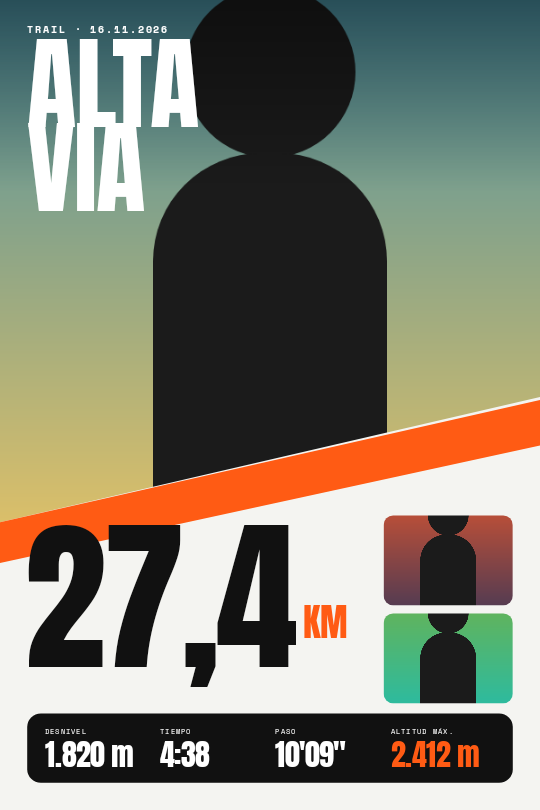 TRAIL · 16.11.2026
ALTA
VIA
27,4 KM
DESNIVEL TIEMPO PASO ALTITUD MÁX.
1.820 m 4:38 10'09" 2.412 m